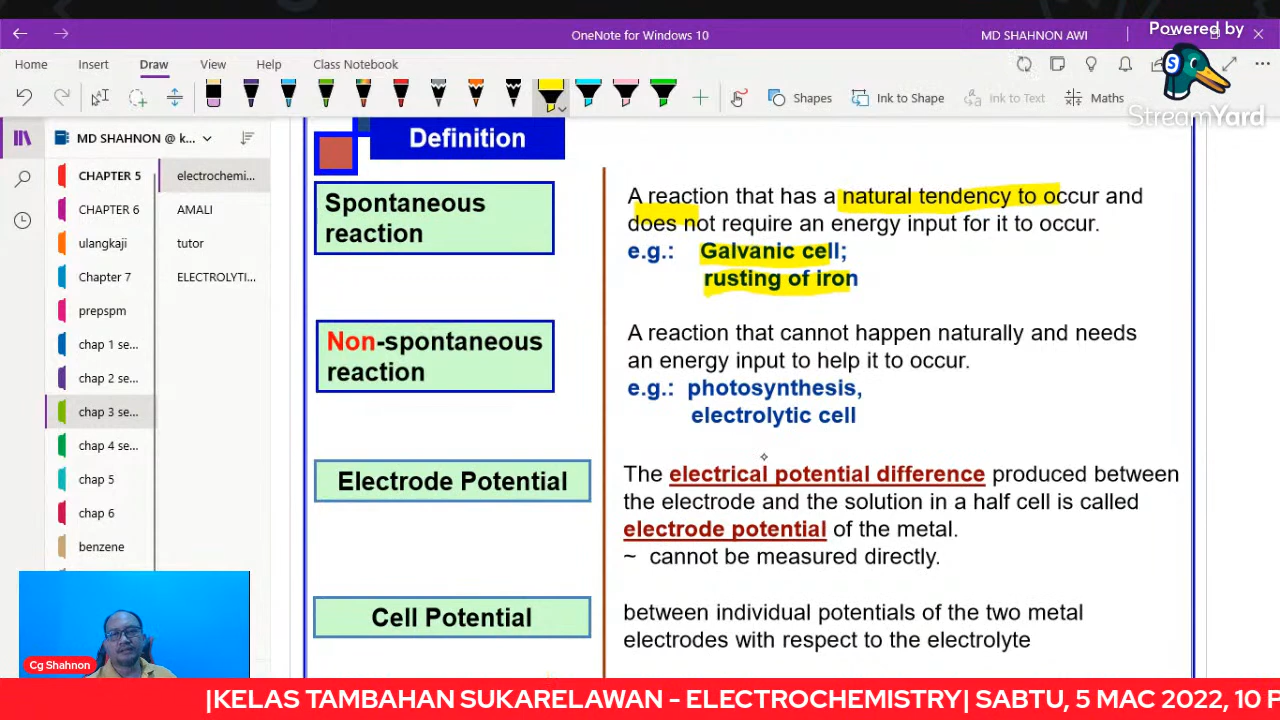 OneNote for Windows 10
MD SHAHNON AWI
Powered by
StreamYard
Home
Insert
Draw
View
Help
Class Notebook
Shapes
Ink to Shape
Ink to Text
Maths
MD SHAHNON @ k...
CHAPTER 5
CHAPTER 6
ulangkaji
Chapter 7
prepspm
chap 1 se...
chap 2 se...
chap 3 se...
chap 4 se...
chap 5
chap 6
benzene
electrochemi...
AMALI
tutor
ELECTROLYTI...
Definition
Spontaneous
reaction
A reaction that has a natural tendency to occur and
does not require an energy input for it to occur.
e.g.: Galvanic cell;
rusting of iron
Non-spontaneous
reaction
A reaction that cannot happen naturally and needs
an energy input to help it to occur.
e.g.: photosynthesis,
electrolytic cell
Electrode Potential
The electrical potential difference produced between
the electrode and the solution in a half cell is called
electrode potential of the metal.
~ cannot be measured directly.
Cell Potential
between individual potentials of the two metal
electrodes with respect to the electrolyte
Cg Shahnon
|KELAS TAMBAHAN SUKARELAWAN - ELECTROCHEMISTRY| SABTU, 5 MAC 2022, 10 P